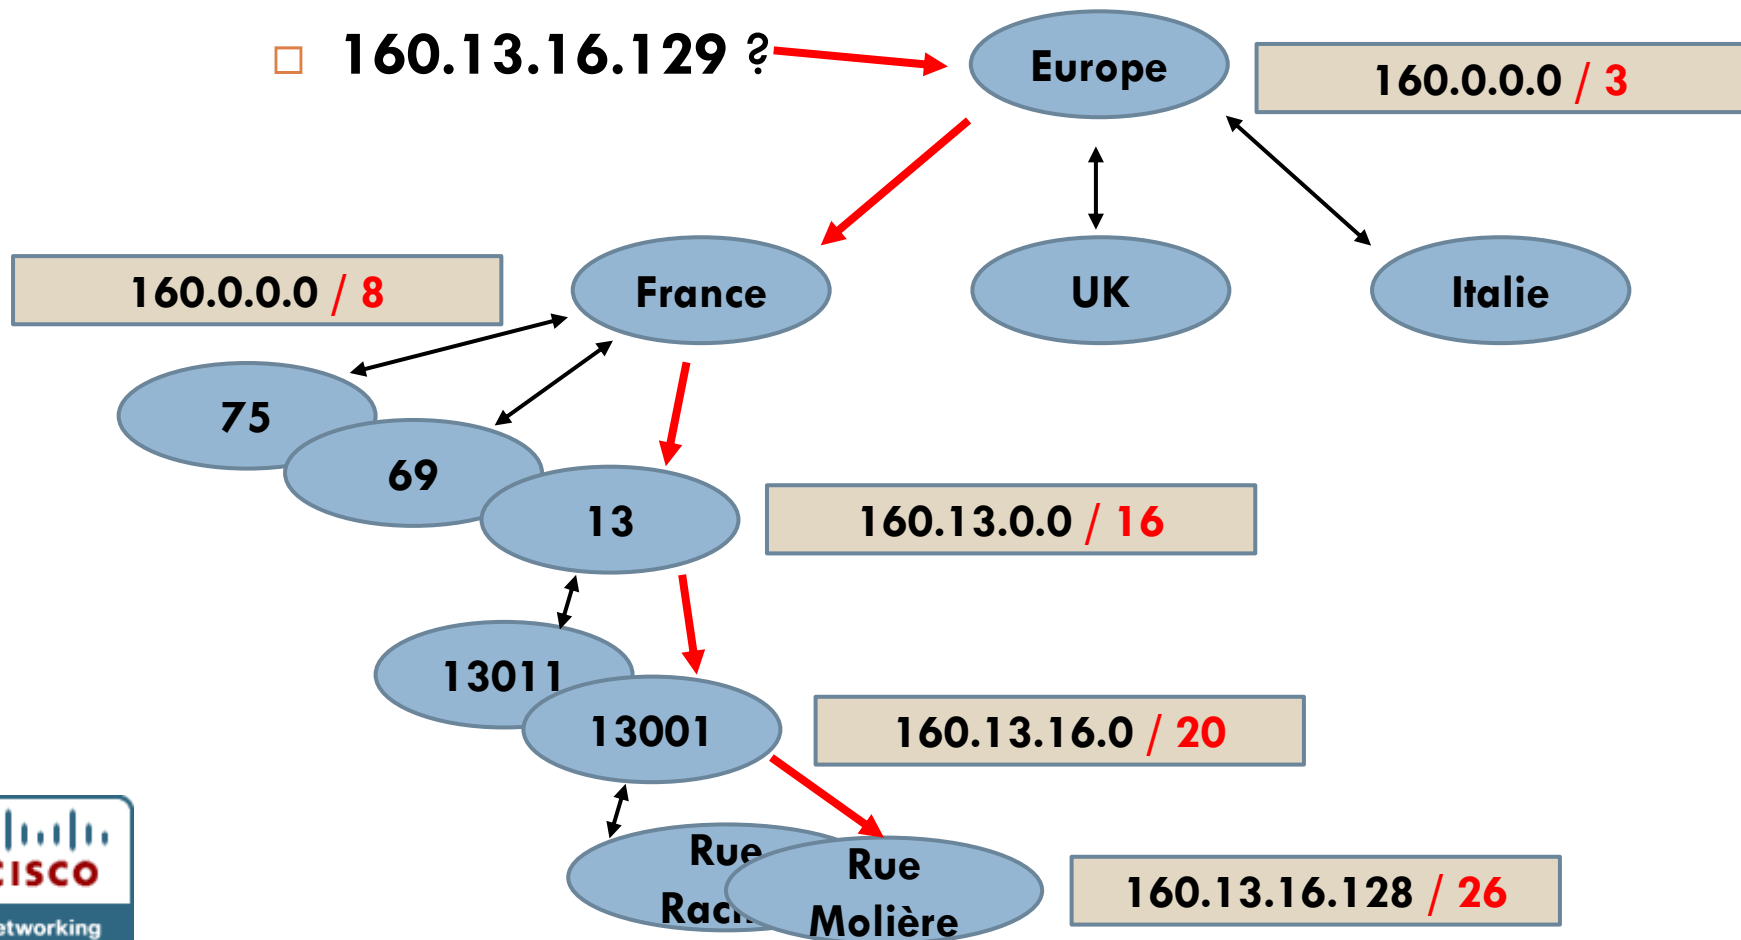 160.13.16.129 ?
Europe
160.0.0.0 / 3
160.0.0.0 / 8
France
UK
Italie
75
69
13
160.13.0.0 / 16
13011
13001
160.13.16.0 / 20
Rue
Rue
Molière
160.13.16.128 / 26
CISCO